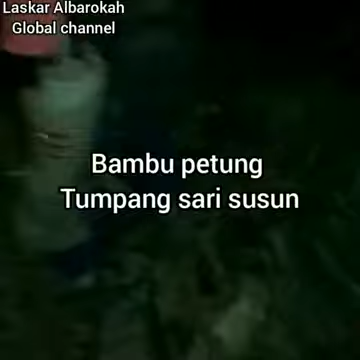 Laskar Albarokah
Global channel
Bambu petung
Tumpang sari susun